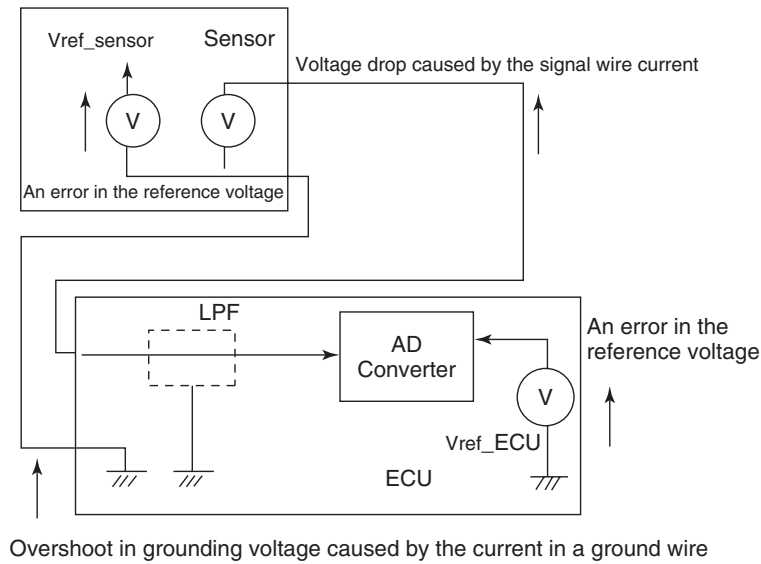 Vref_sensor
Sensor
Voltage drop caused by the signal wire current
V
V
An error in the reference voltage
LPF
AD
Converter
An error in the
reference voltage
V
Vref_ECU
ECU
Overshoot in grounding voltage caused by the current in a ground wire